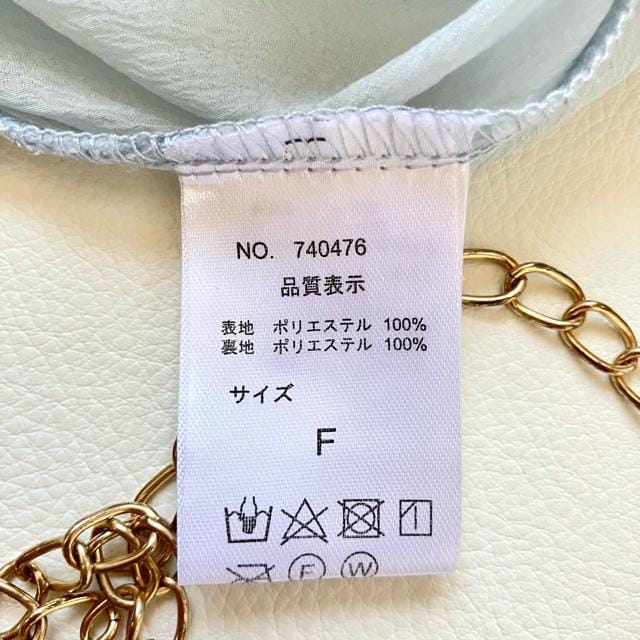 NO. 740476
品質表示
表地 ポリエステル 100%
裏地 ポリエステル 100%
サイズ
F
F W